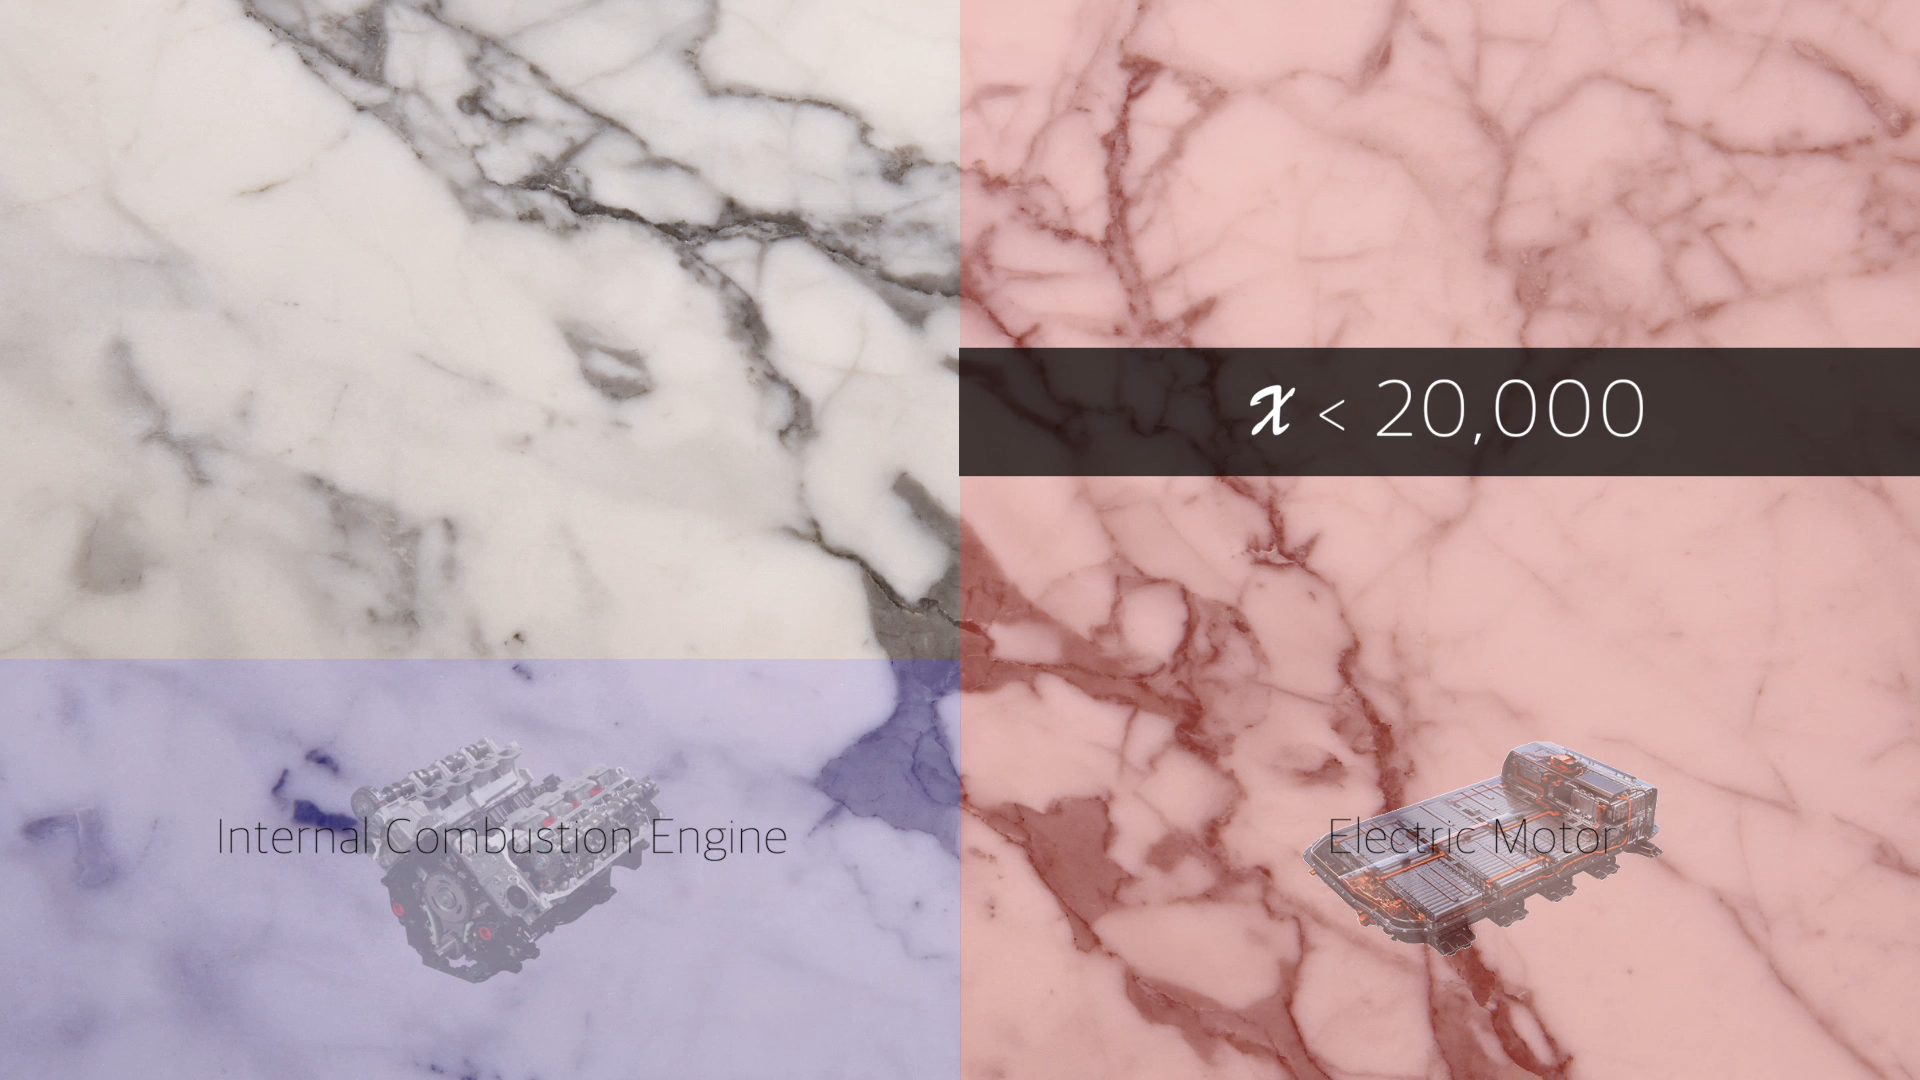 x < 20,000
Internal Combustion Engine
Electric Motor